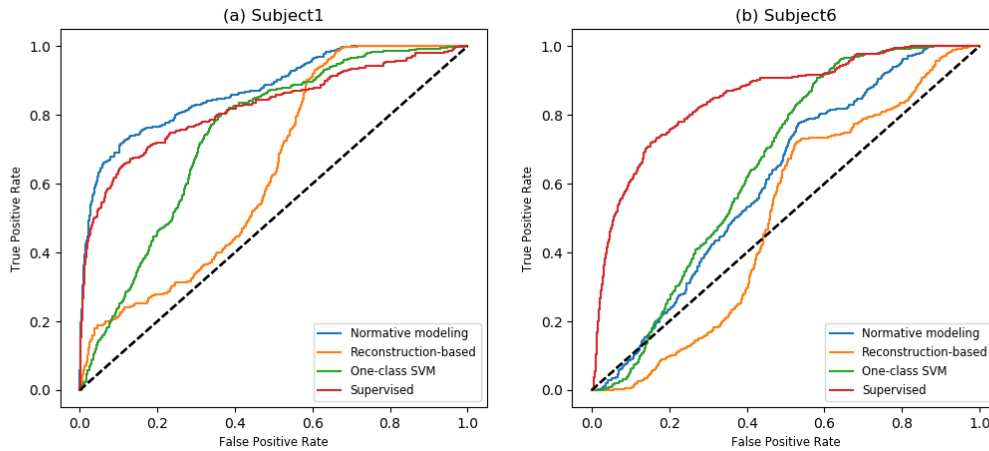 (a) Subject1
1.0
0.8
0.6
0.4
0.2
0.0
True Positive Rate
0.0 0.2 0.4 0.6 0.8 1.0
False Positive Rate
Normative modeling
Reconstruction-based
One-class SVM
Supervised
(b) Subject6
1.0
0.8
0.6
0.4
0.2
0.0
True Positive Rate
0.0 0.2 0.4 0.6 0.8 1.0
False Positive Rate
Normative modeling
Reconstruction-based
One-class SVM
Supervised